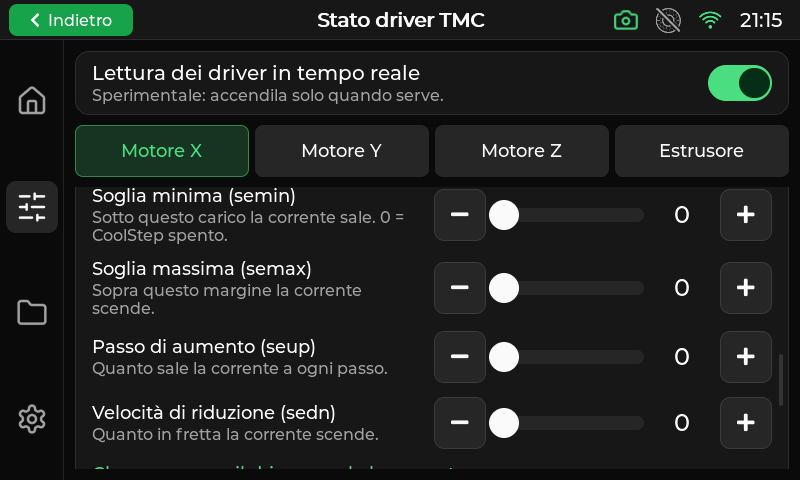 Indietro
Stato driver TMC
21:15
Lettura dei driver in tempo reale
Sperimentale: accendila solo quando serve.
Motore X
Motore Y
Motore Z
Estrusore
Soglia minima (semin)
Sotto questo carico la corrente sale. 0 =
CoolStep spento.
0
Soglia massima (semax)
Sopra questo margine la corrente
scende.
0
Passo di aumento (seup)
Quanto sale la corrente a ogni passo.
0
Velocità di riduzione (sedn)
Quanto in fretta la corrente scende.
0